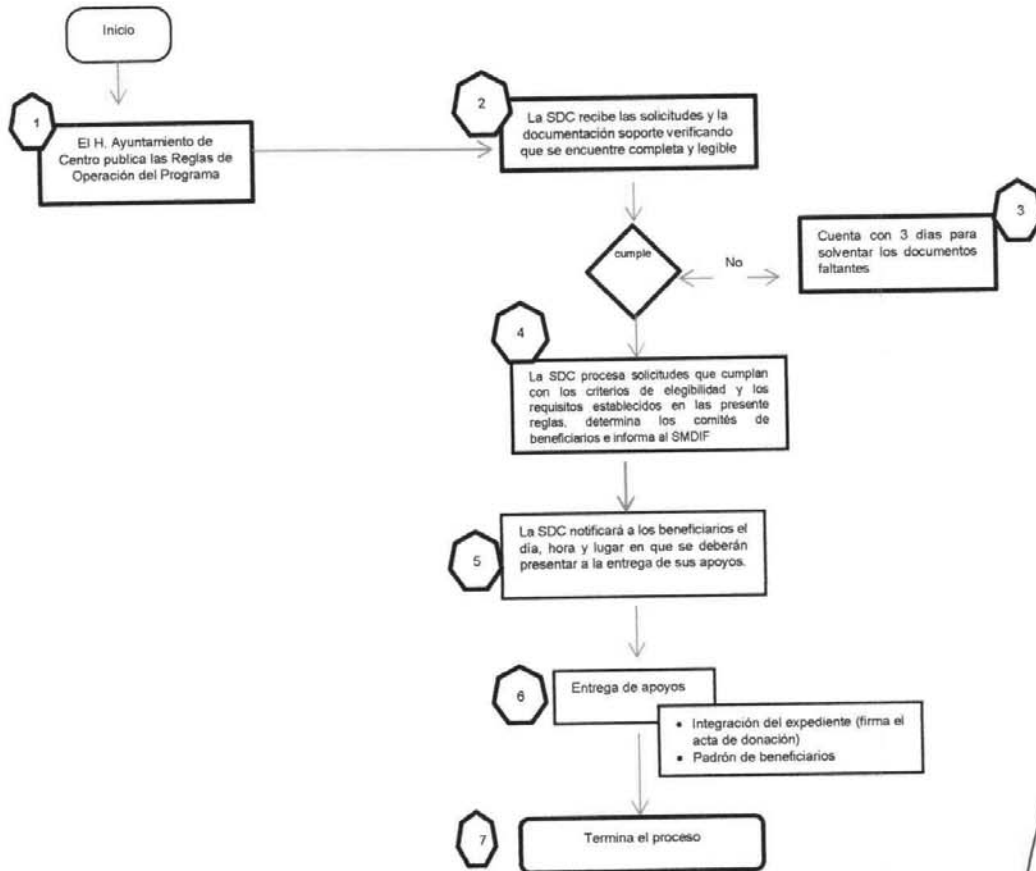 Inicio
1
El H. Ayuntamiento de
Centro publica las Reglas de
Operación del Programa
2
La SDC recibe las solicitudes y la
documentación soporte verificando
que se encuentre completa y legible
cumple
No
3
Cuenta con 3 días para
solventar los documentos
faltantes
4
La SDC procesa solicitudes que cumplan
con los criterios de elegibilidad y los
requisitos establecidos en las presente
reglas, determina los comités de
beneficiarios e informa al SMDIF
5
La SDC notificará a los beneficiarios el
día, hora y lugar en que se deberán
presentar a la entrega de sus apoyos.
6
Entrega de apoyos
• Integración del expediente (firma el
acta de donación)
• Padrón de beneficiarios
7
Termina el proceso